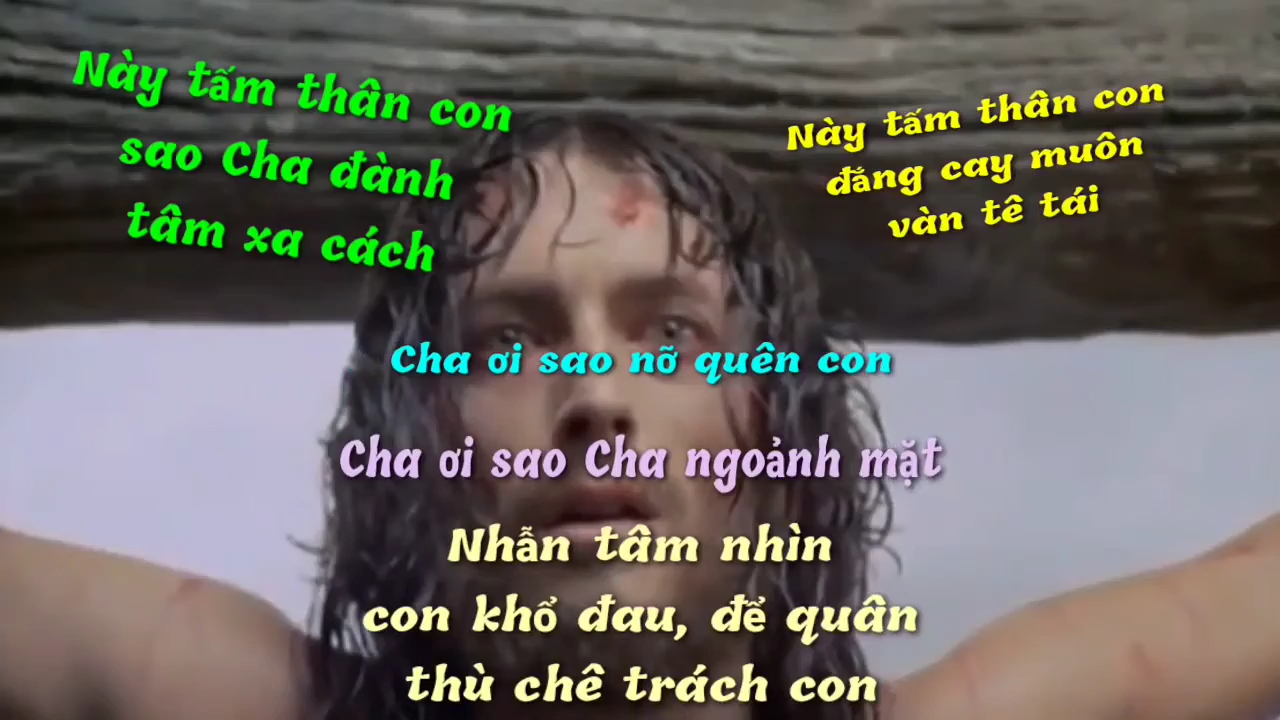 Này tấm thân con
sao Cha đành
tâm xa cách
Này tấm thân con
đắng cay muôn
vàn tê tái
Cha ơi sao nỡ quên con
Cha ơi sao Cha ngoảnh mặt
Nhẫn tâm nhìn
con khổ đau, để quân
thù chê trách con